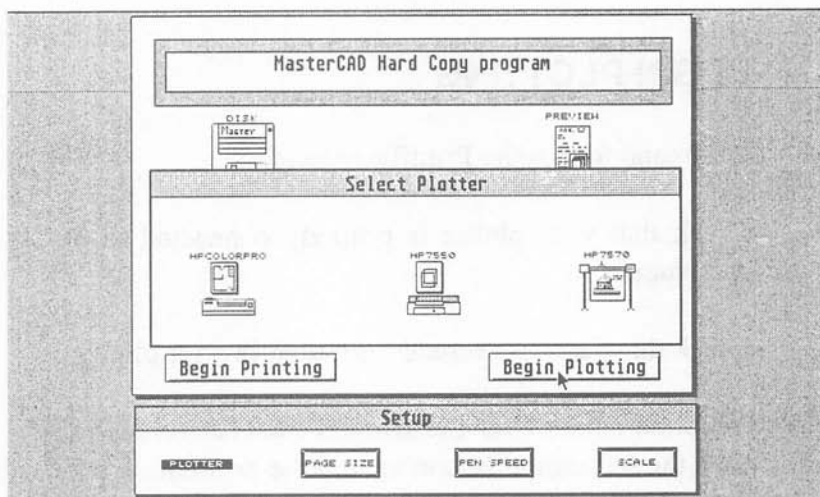 MasterCAD Hard Copy program
DISK PREVIEW
Master
Select Plotter
HPCOLORPRO HP7550 HP7570
Begin Printing Begin Plotting
Setup
PLOTTER PAGE SIZE PEN SPEED SCALE